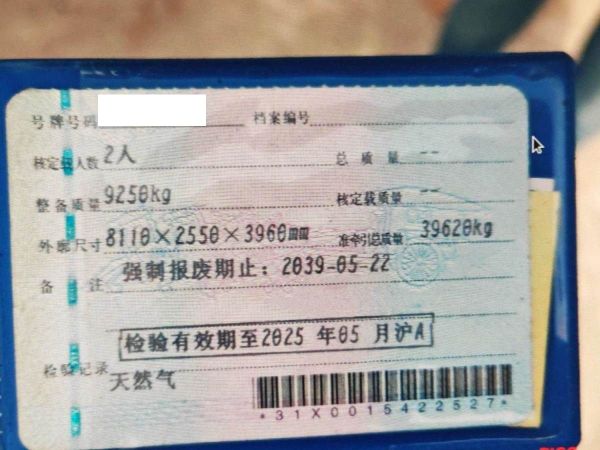 号牌号码 档案编号
核定载人数 2人 总质量 --
整备质量 9250kg 核定载质量 --
外廓尺寸 8110×2550×3960mm 准牵引总质量 39620kg
备注 强制报废期止：2039-05-22
检验有效期至2025 年05 月沪A
检验记录
天然气
*31X0015422527*